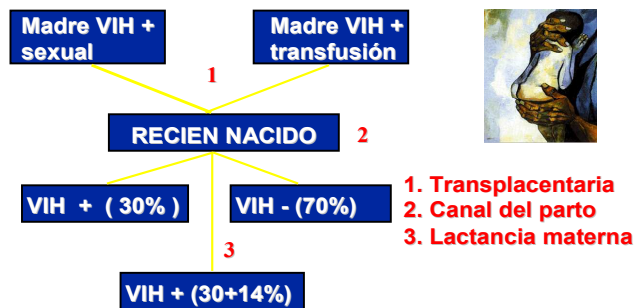 Madre VIH +
sexual
Madre VIH +
transfusión
1
RECIEN NACIDO
2
VIH + ( 30% )
VIH - (70%)
1. Transplacentaria
2. Canal del parto
3. Lactancia materna
3
VIH + (30+14%)